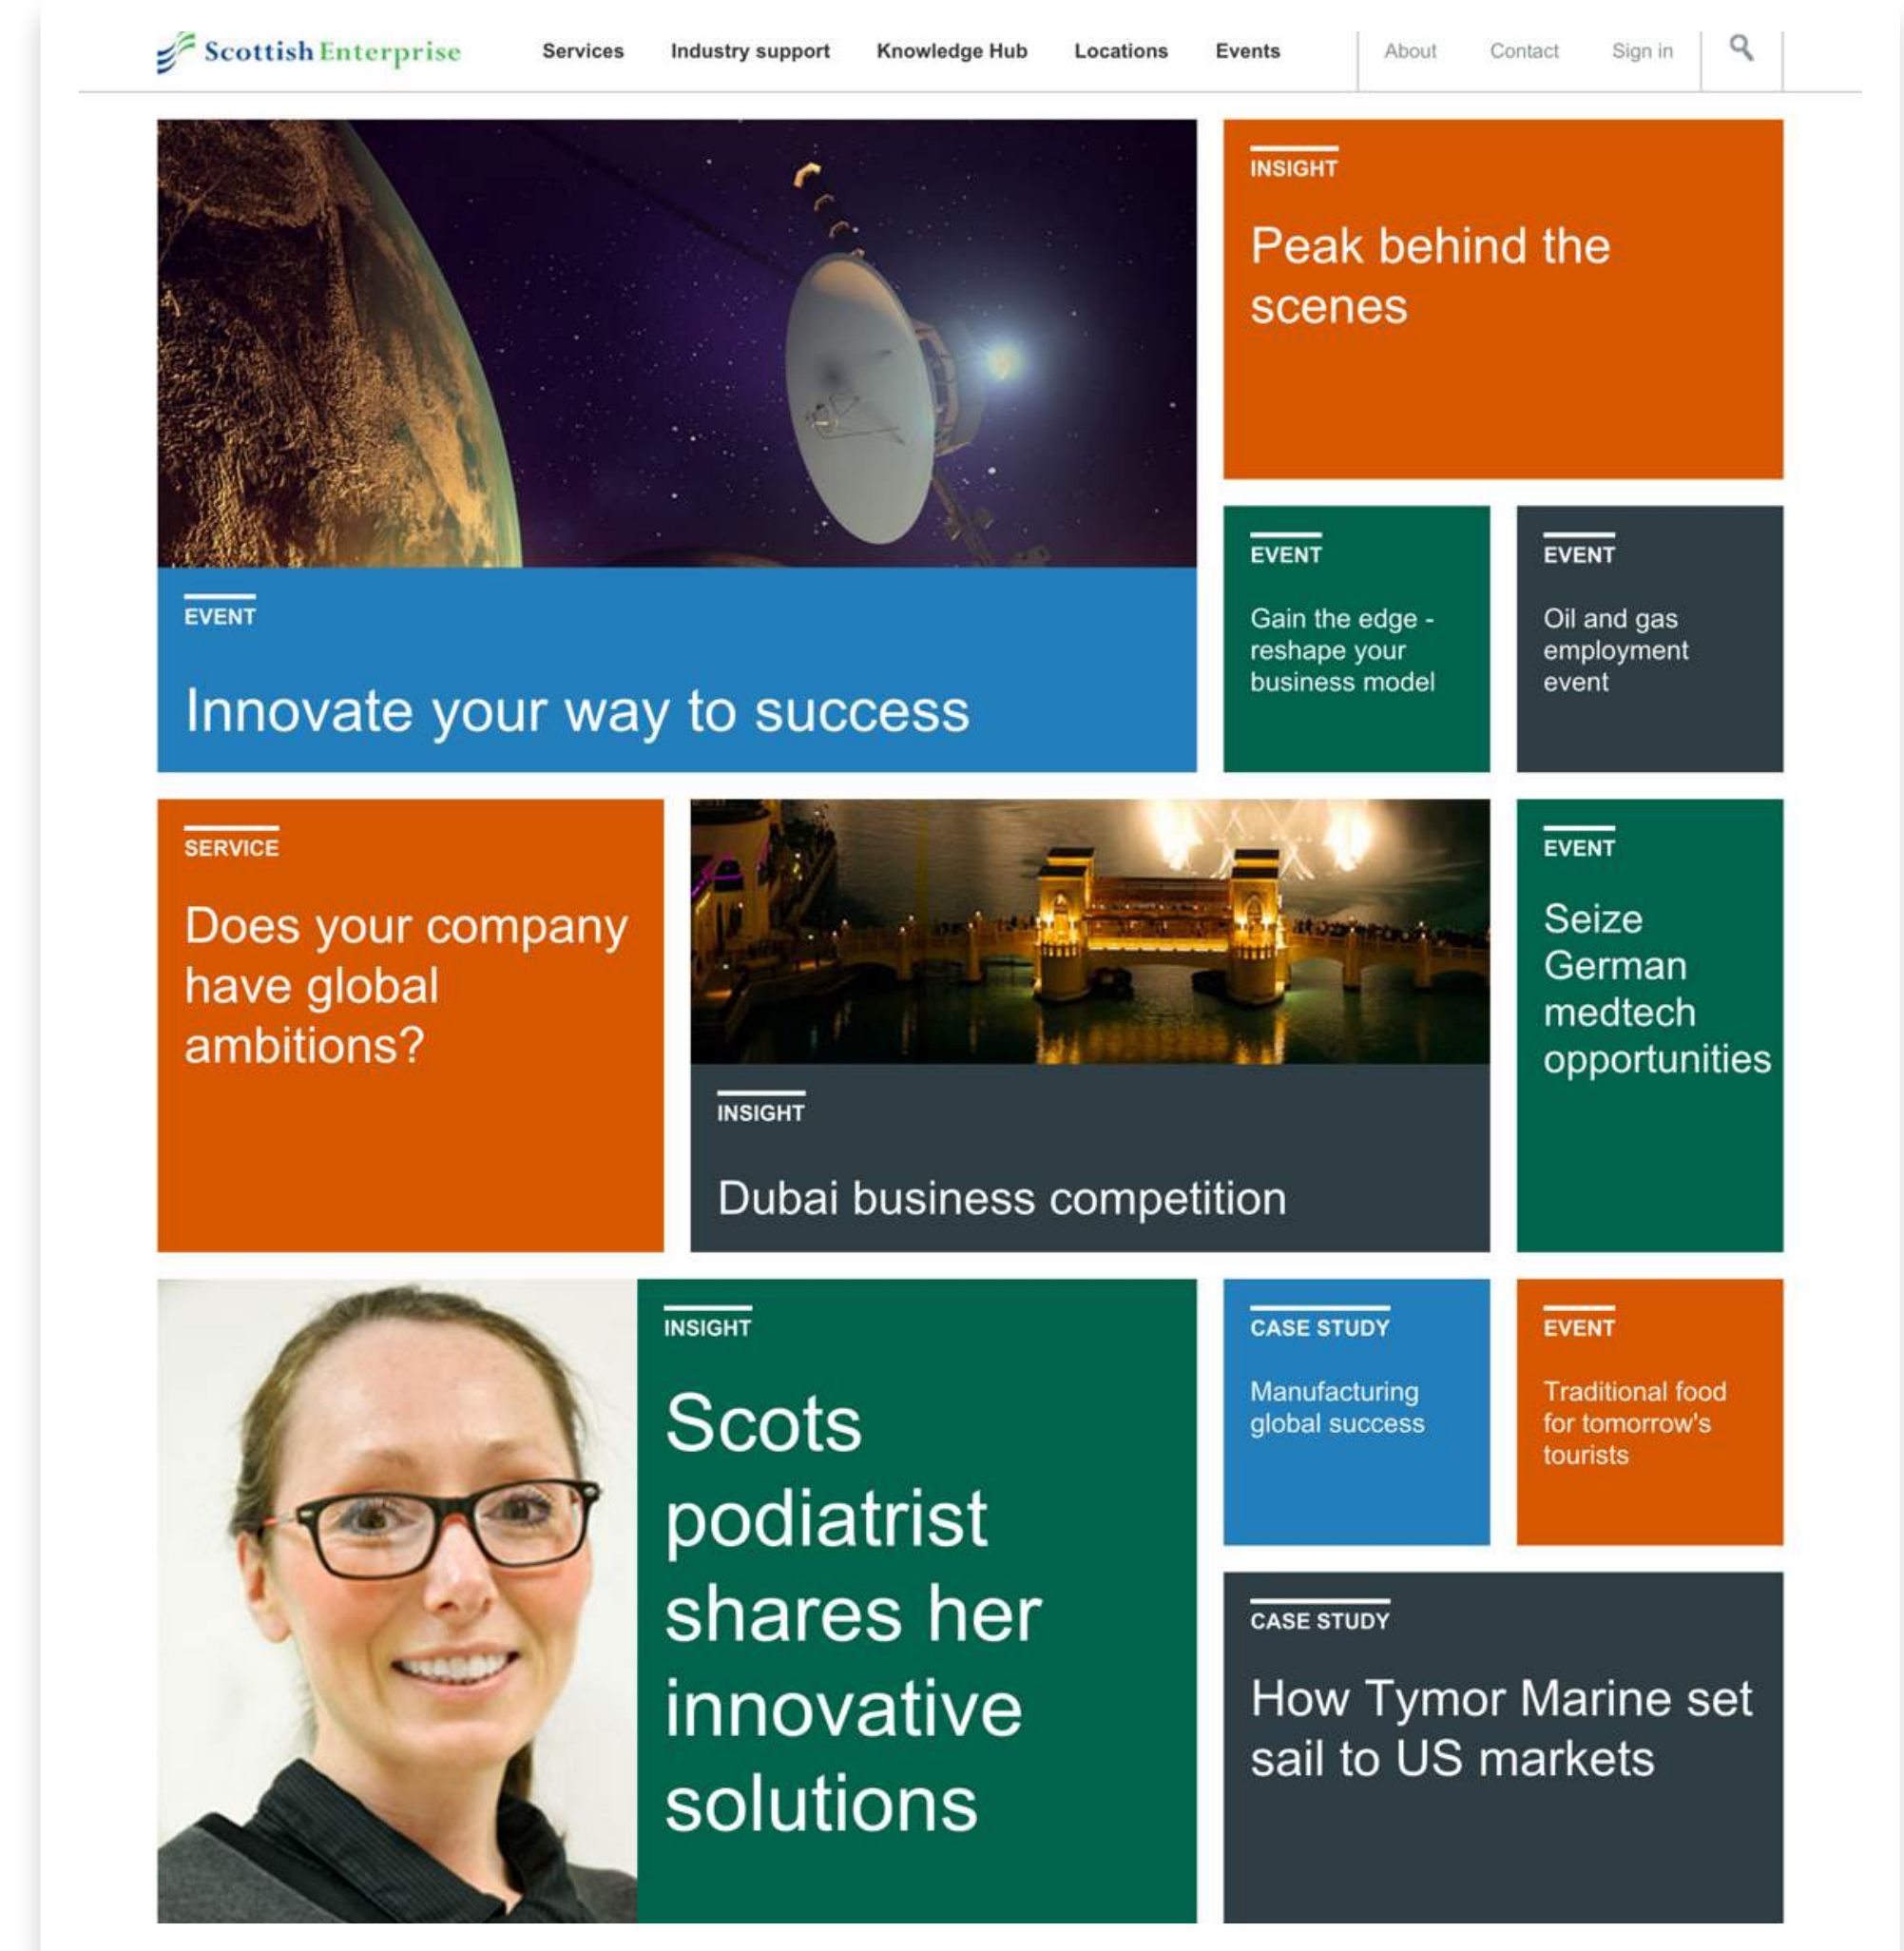 Scottish Enterprise
Services
Industry support
Knowledge Hub
Locations
Events
About
Contact
Sign in
EVENT
Innovate your way to success
INSIGHT
Peak behind the
scenes
EVENT
Gain the edge -
reshape your
business model
EVENT
Oil and gas
employment
event
SERVICE
Does your company
have global
ambitions?
INSIGHT
Dubai business competition
EVENT
Seize
German
medtech
opportunities
INSIGHT
Scots
podiatrist
shares her
innovative
solutions
CASE STUDY
Manufacturing
global success
EVENT
Traditional food
for tomorrow's
tourists
CASE STUDY
How Tymor Marine set
sail to US markets